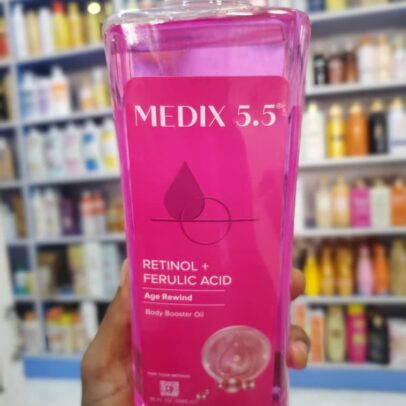 MEDIX 5.5
RETINOL +
FERULIC ACID
Age Rewind
Body Booster Oil